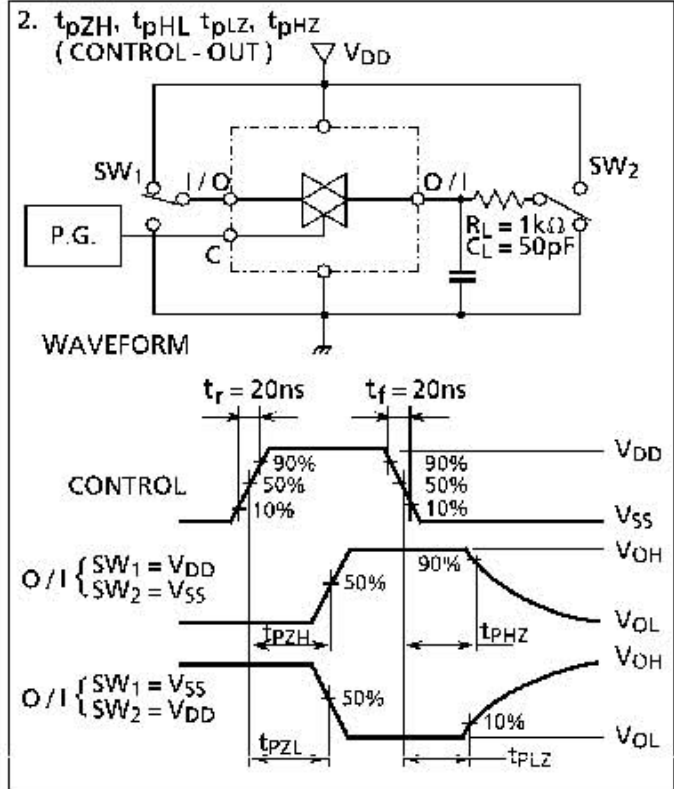 2. tpZH, tpHL tpLZ, tpHZ
(CONTROL-OUT)
VDD
SW1
I/O
O/I
SW2
P.G.
C
RL = 1kΩ
CL = 50pF
WAVEFORM
tr = 20ns
tf = 20ns
CONTROL
90%
50%
10%
90%
50%
10%
VDD
VSS
O/I { SW1 = VDD
SW2 = VSS
50%
90%
tPZH
tPHZ
VOH
VOL
O/I { SW1 = VSS
SW2 = VDD
50%
10%
tPZL
tPLZ
VOH
VOL